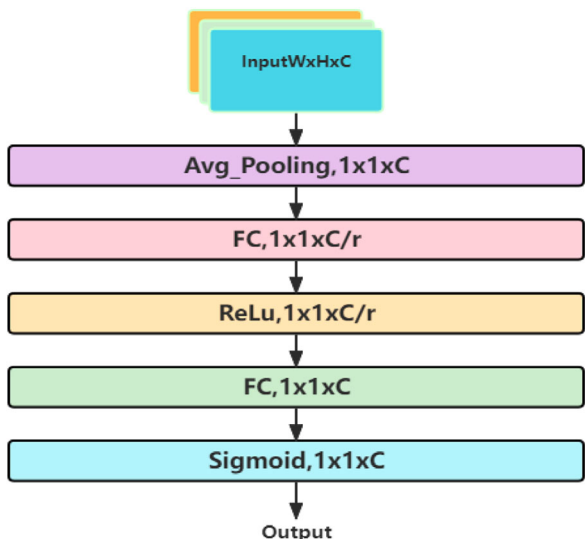 InputWxHxC
Avg_Pooling,1x1xC
FC,1x1xC/r
ReLu,1x1xC/r
FC,1x1xC
Sigmoid,1x1xC
Output